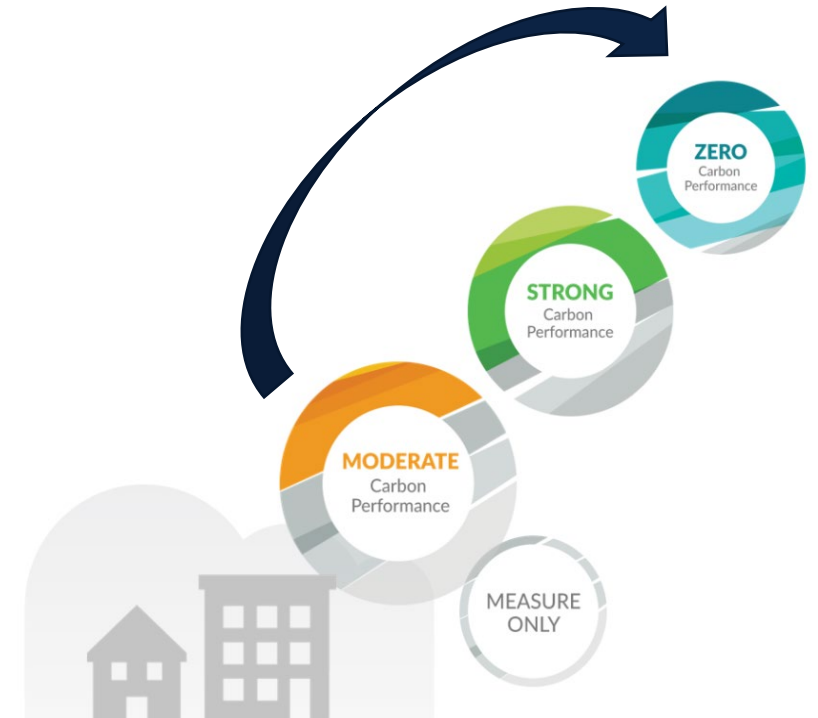 ZERO
Carbon
Performance
STRONG
Carbon
Performance
MODERATE
Carbon
Performance
MEASURE
ONLY